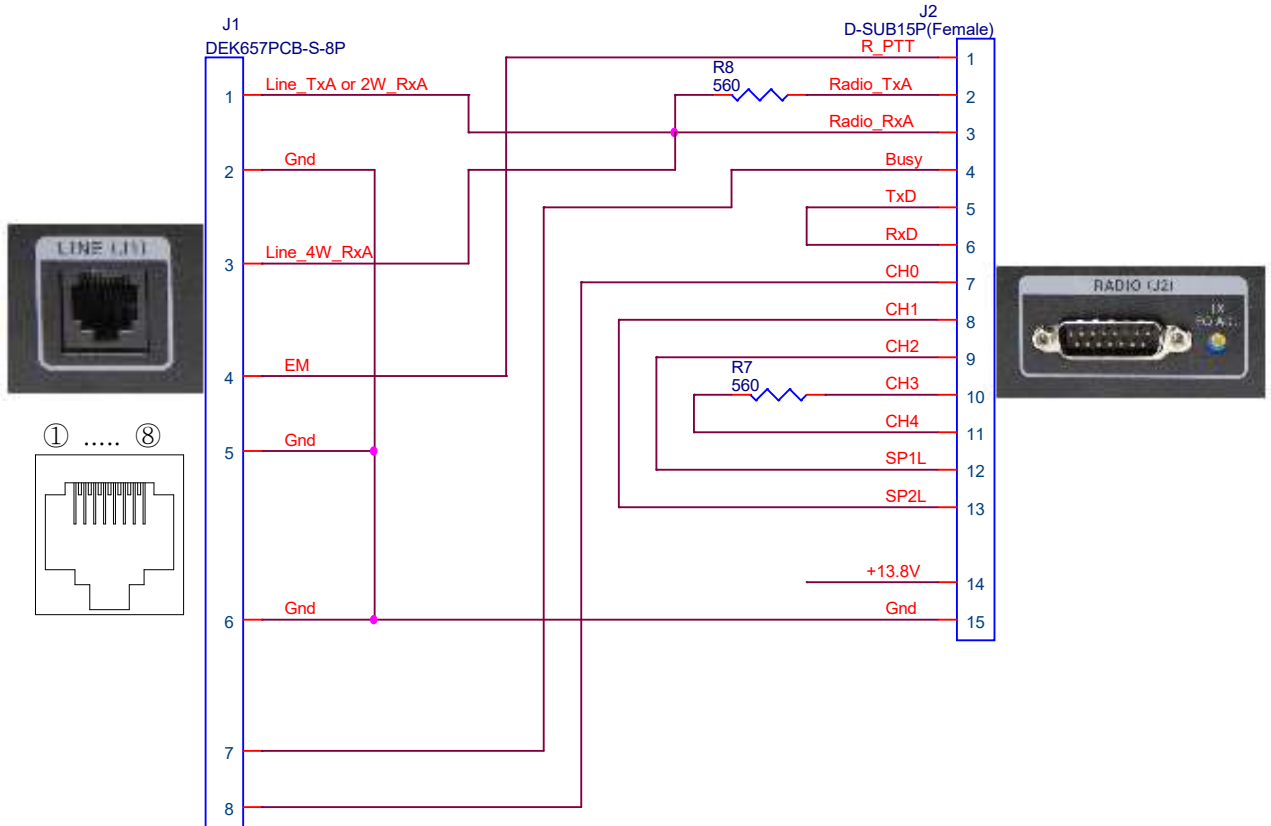 J1
DEK657PCB-S-8P
1 Line_TxA or 2W_RxA
2 Gnd
3 Line_4W_RxA
4 EM
5 Gnd
6 Gnd
7
8
LINE (J1)
① ..... ⑧
R8
560
R7
560
J2
D-SUB15P(Female)
R_PTT 1
Radio_TxA 2
Radio_RxA 3
Busy 4
TxD 5
RxD 6
CH0 7
CH1 8
CH2 9
CH3 10
CH4 11
SP1L 12
SP2L 13
+13.8V 14
Gnd 15
RADIO (J2)
TX